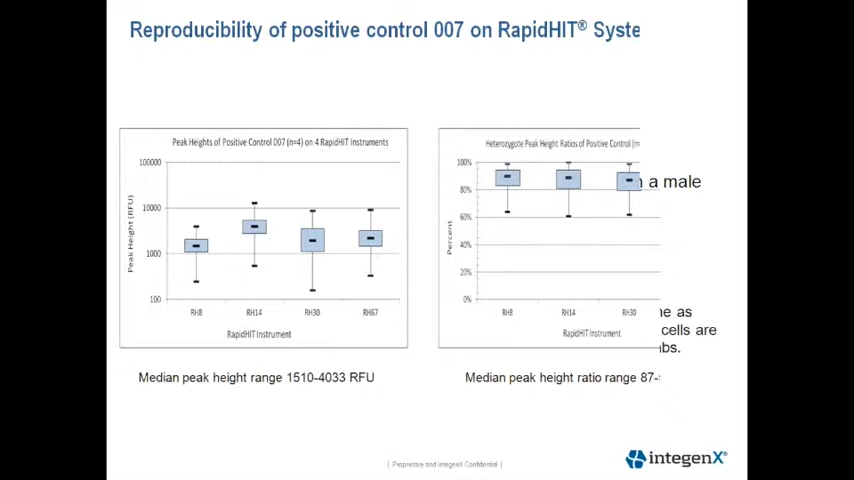 Reproducibility of positive control 007 on RapidHIT® Syste
Peak Heights of Positive Control 007 (n=4) on 4 RapidHIT Instruments
100000
10000
1000
100
Peak Height (RFU)
RH8 RH14 RH30 RH67
RapidHIT Instrument
Median peak height range 1510-4033 RFU
Heterozygote Peak Height Ratios of Positive Control (n=
100%
80%
60%
40%
20%
0%
Percent
RH8 RH14 RH30
RapidHIT Instrument
Median peak height ratio range 87-
a male
as
cells are
| Proprietary and IntegenX Confidential |
integenX®